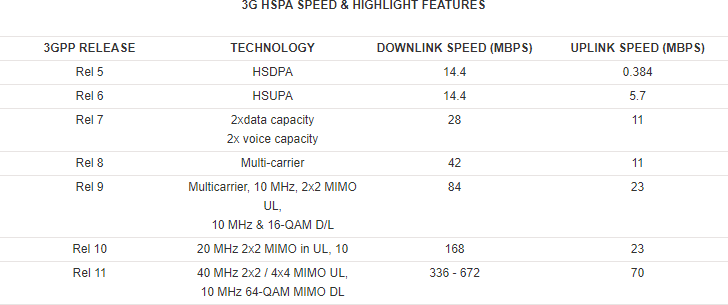 3G HSPA SPEED & HIGHLIGHT FEATURES
3GPP RELEASE TECHNOLOGY DOWNLINK SPEED (MBPS) UPLINK SPEED (MBPS)
Rel 5 HSDPA 14.4 0.384
Rel 6 HSUPA 14.4 5.7
Rel 7 2xdata capacity 28 11
2x voice capacity
Rel 8 Multi-carrier 42 11
Rel 9 Multicarrier, 10 MHz, 2x2 MIMO 84 23
UL,
10 MHz & 16-QAM D/L
Rel 10 20 MHz 2x2 MIMO in UL, 10 168 23
Rel 11 40 MHz 2x2 / 4x4 MIMO UL, 336 - 672 70
10 MHz 64-QAM MIMO DL